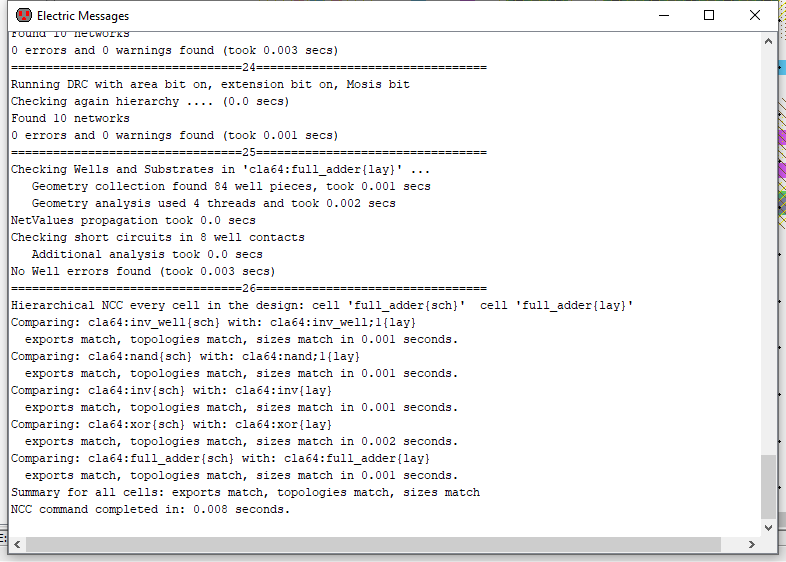 Electric Messages
Found 10 networks
0 errors and 0 warnings found (took 0.003 secs)
=================================24=================================
Running DRC with area bit on, extension bit on, Mosis bit
Checking again hierarchy .... (0.0 secs)
Found 10 networks
0 errors and 0 warnings found (took 0.001 secs)
=================================25=================================
Checking Wells and Substrates in 'cla64:full_adder{lay}' ...
   Geometry collection found 84 well pieces, took 0.001 secs
   Geometry analysis used 4 threads and took 0.002 secs
NetValues propagation took 0.0 secs
Checking short circuits in 8 well contacts
   Additional analysis took 0.0 secs
No Well errors found (took 0.003 secs)
=================================26=================================
Hierarchical NCC every cell in the design: cell 'full_adder{sch}'  cell 'full_adder{lay}'
Comparing: cla64:inv_well{sch} with: cla64:inv_well;1{lay}
  exports match, topologies match, sizes match in 0.001 seconds.
Comparing: cla64:nand{sch} with: cla64:nand;1{lay}
  exports match, topologies match, sizes match in 0.001 seconds.
Comparing: cla64:inv{sch} with: cla64:inv{lay}
  exports match, topologies match, sizes match in 0.001 seconds.
Comparing: cla64:xor{sch} with: cla64:xor{lay}
  exports match, topologies match, sizes match in 0.002 seconds.
Comparing: cla64:full_adder{sch} with: cla64:full_adder{lay}
  exports match, topologies match, sizes match in 0.001 seconds.
Summary for all cells: exports match, topologies match, sizes match
NCC command completed in: 0.008 seconds.